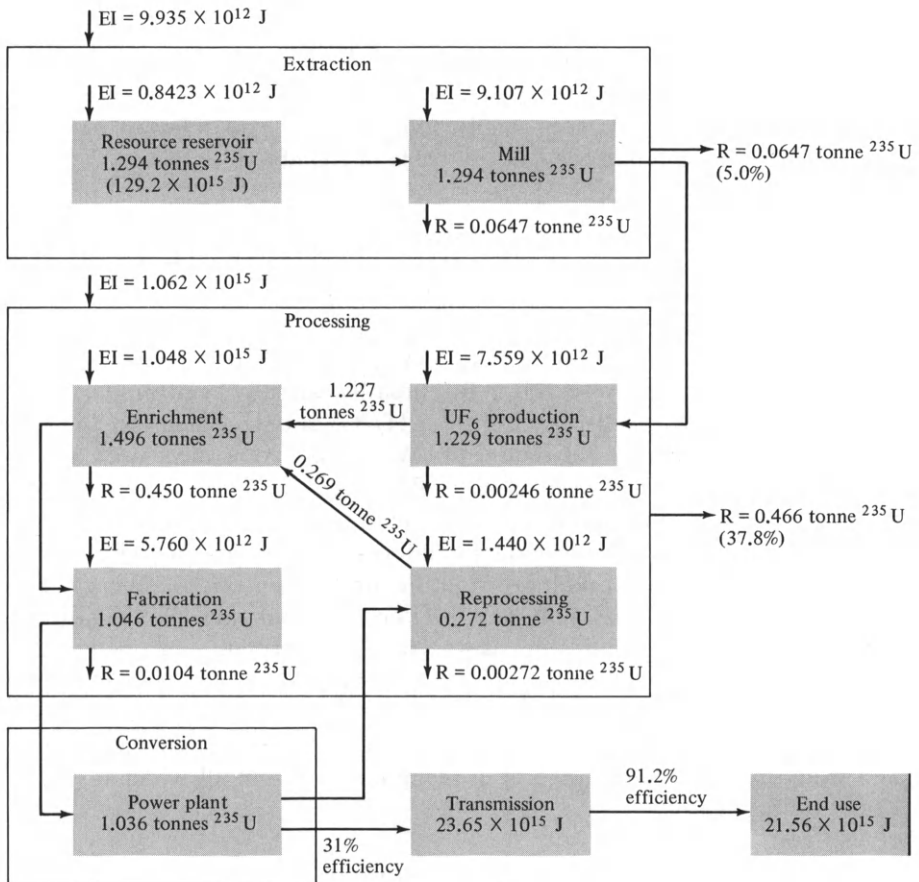 EI = 9.935 × 10¹² J
Extraction
EI = 0.8423 × 10¹² J
EI = 9.107 × 10¹² J
Resource reservoir
1.294 tonnes ²³⁵U
(129.2 × 10¹⁵ J)
Mill
1.294 tonnes ²³⁵U
R = 0.0647 tonne ²³⁵U
(5.0%)
R = 0.0647 tonne ²³⁵U
EI = 1.062 × 10¹⁵ J
Processing
EI = 1.048 × 10¹⁵ J
EI = 7.559 × 10¹² J
Enrichment
1.496 tonnes ²³⁵U
1.227
tonnes ²³⁵U
UF₆ production
1.229 tonnes ²³⁵U
R = 0.450 tonne ²³⁵U
0.269 tonne ²³⁵U
R = 0.00246 tonne ²³⁵U
R = 0.466 tonne ²³⁵U
(37.8%)
EI = 5.760 × 10¹² J
EI = 1.440 × 10¹² J
Fabrication
1.046 tonnes ²³⁵U
Reprocessing
0.272 tonne ²³⁵U
R = 0.0104 tonne ²³⁵U
R = 0.00272 tonne ²³⁵U
Conversion
Power plant
1.036 tonnes ²³⁵U
31%
efficiency
Transmission
23.65 × 10¹⁵ J
91.2%
efficiency
End use
21.56 × 10¹⁵ J